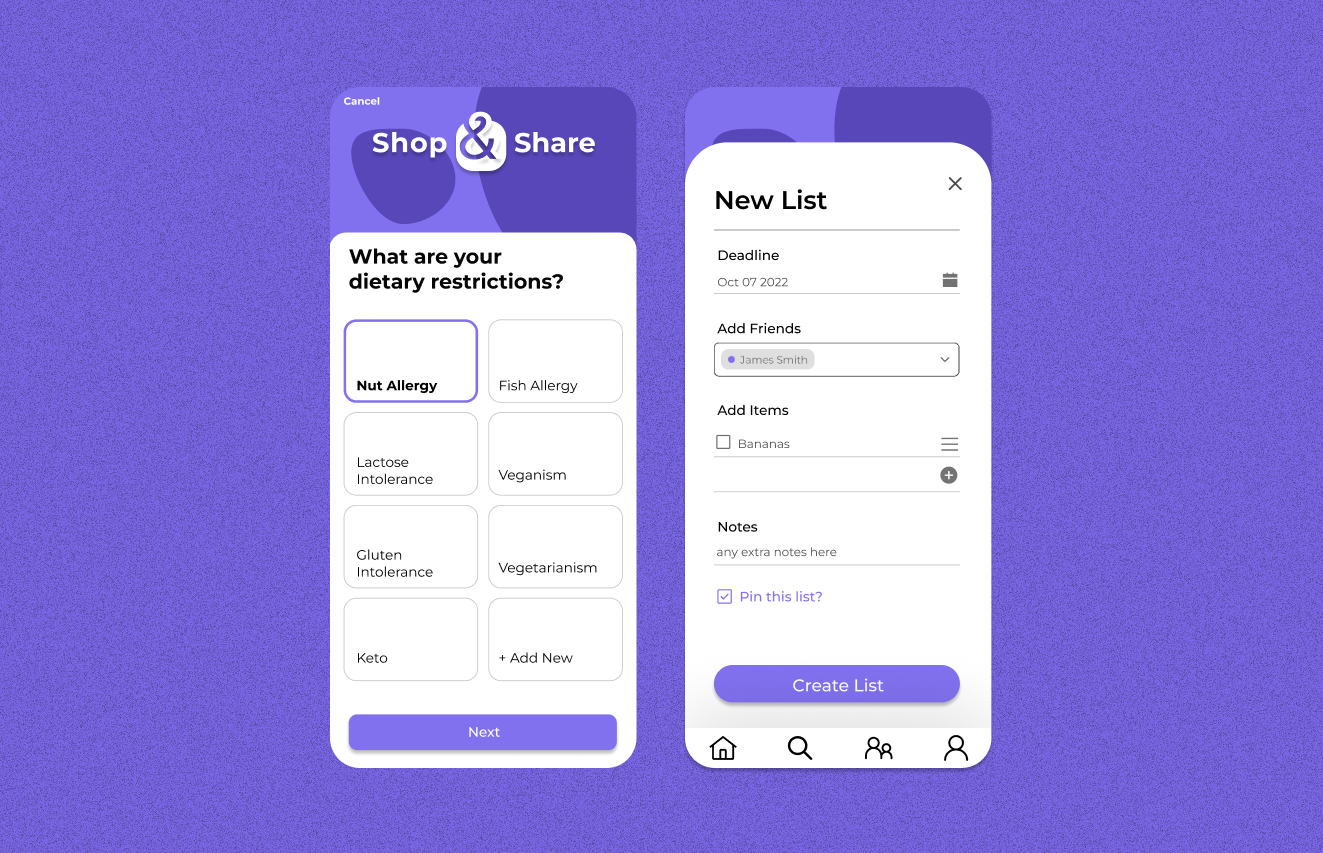 Cancel
Shop & Share
What are your
dietary restrictions?
Nut Allergy
Fish Allergy
Lactose
Intolerance
Veganism
Gluten
Intolerance
Vegetarianism
Keto
+ Add New
Next
New List
Deadline
Oct 07 2022
Add Friends
James Smith
Add Items
Bananas
Notes
any extra notes here
Pin this list?
Create List